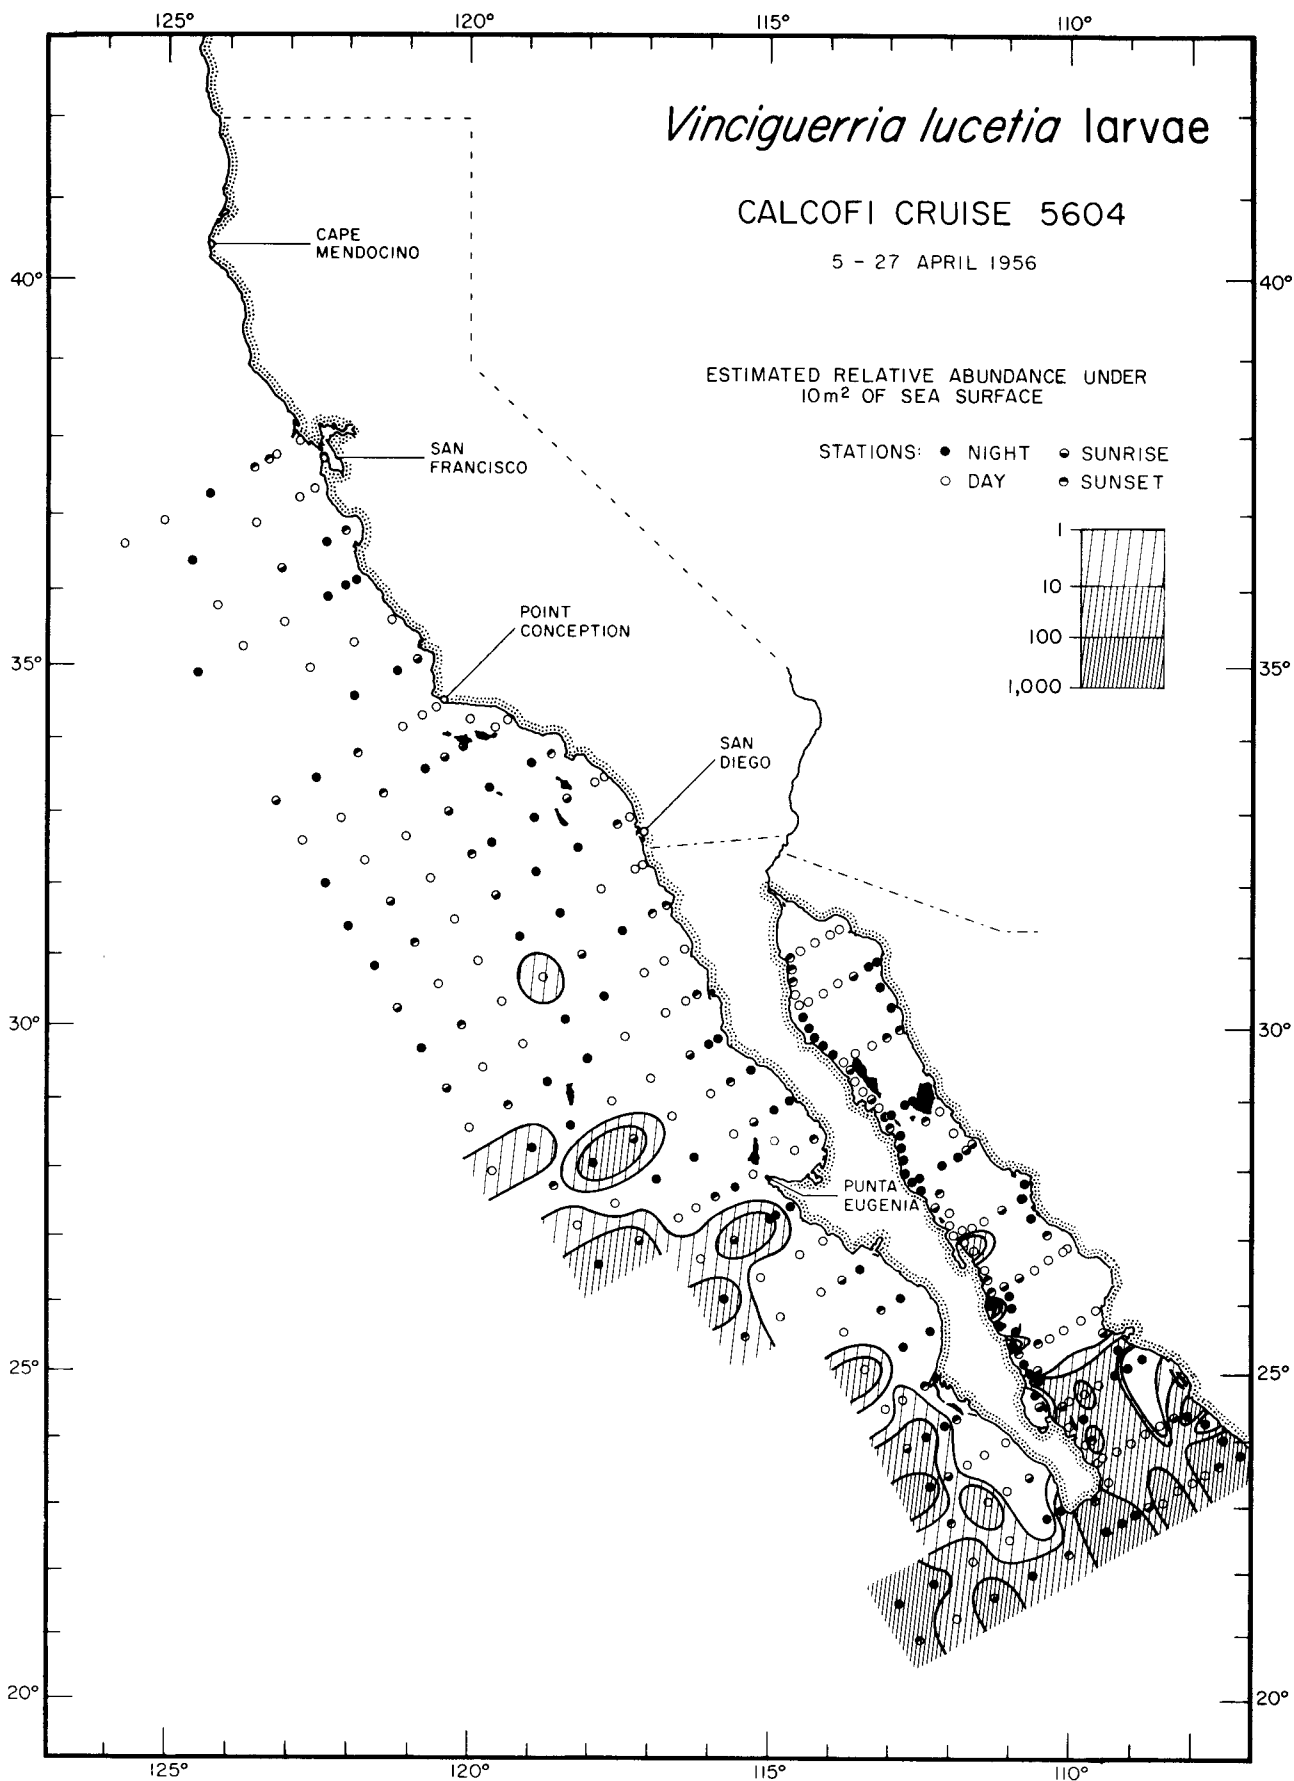 125° 120° 115° 110°
Vinciguerria lucetia larvae
CALCOFI CRUISE 5604
5 - 27 APRIL 1956
CAPE
MENDOCINO
40° 40°
ESTIMATED RELATIVE ABUNDANCE UNDER
10m² OF SEA SURFACE
STATIONS: ● NIGHT SUNRISE
○ DAY SUNSET
SAN
FRANCISCO
1
10
100
1,000
POINT
CONCEPTION
35° 35°
SAN
DIEGO
30° 30°
PUNTA
EUGENIA
25° 25°
20° 20°
125° 120° 115° 110°